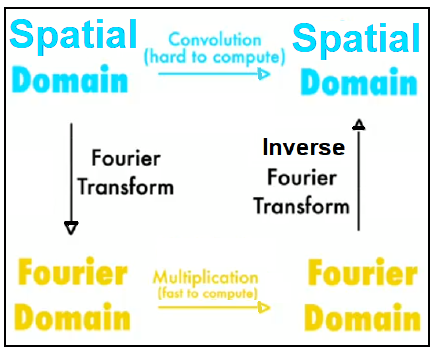 Spatial
Domain
Convolution
(hard to compute)
Spatial
Domain
Fourier
Transform
Inverse
Fourier
Transform
Fourier
Domain
Multiplication
(fast to compute)
Fourier
Domain